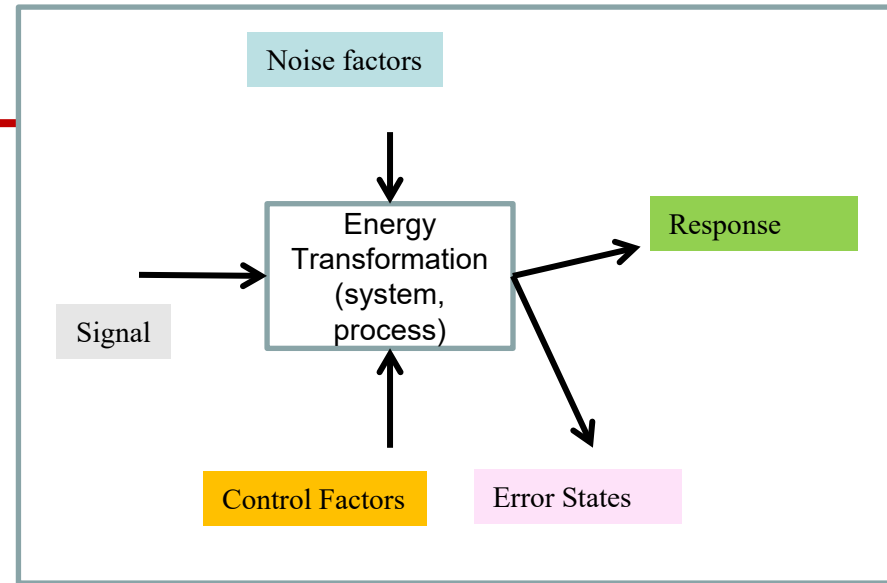 Noise factors
Energy
Transformation
(system,
process)
Response
Signal
Control Factors
Error States